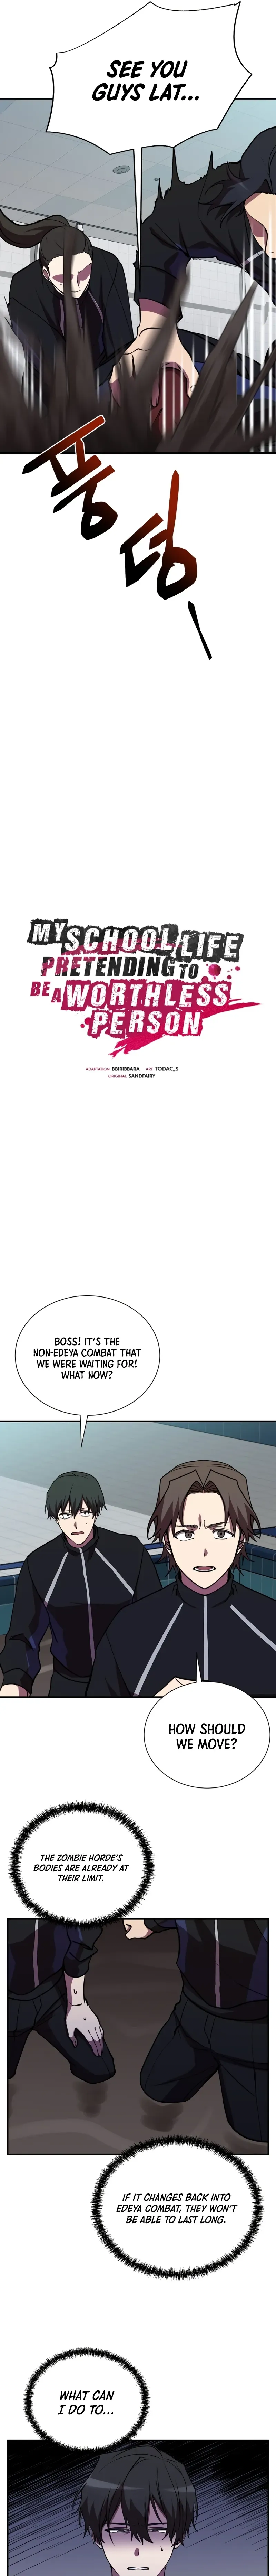 SEE YOU
GUYS LAT...
풍덩
MY SCHOOL LIFE
PRETENDING TO
BE A WORTHLESS
PERSON
ADAPTATION BBIRIBBARA ART TODAC_S
ORIGINAL SANDFAIRY
BOSS! IT'S THE
NON-EDEYA COMBAT THAT
WE WERE WAITING FOR!
WHAT NOW?
HOW SHOULD
WE MOVE?
THE ZOMBIE HORDE'S
BODIES ARE ALREADY AT
THEIR LIMIT.
IF IT CHANGES BACK INTO
EDEYA COMBAT, THEY WON'T
BE ABLE TO LAST LONG.
WHAT CAN
I DO TO...